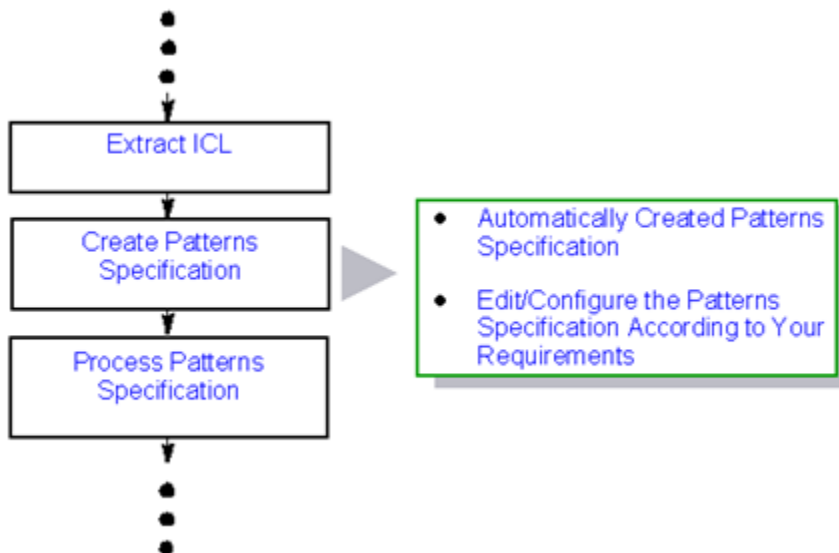 Extract ICL
Create Patterns
Specification
Process Patterns
Specification
● Automatically Created Patterns
Specification
● Edit/Configure the Patterns
Specification According to Your
Requirements